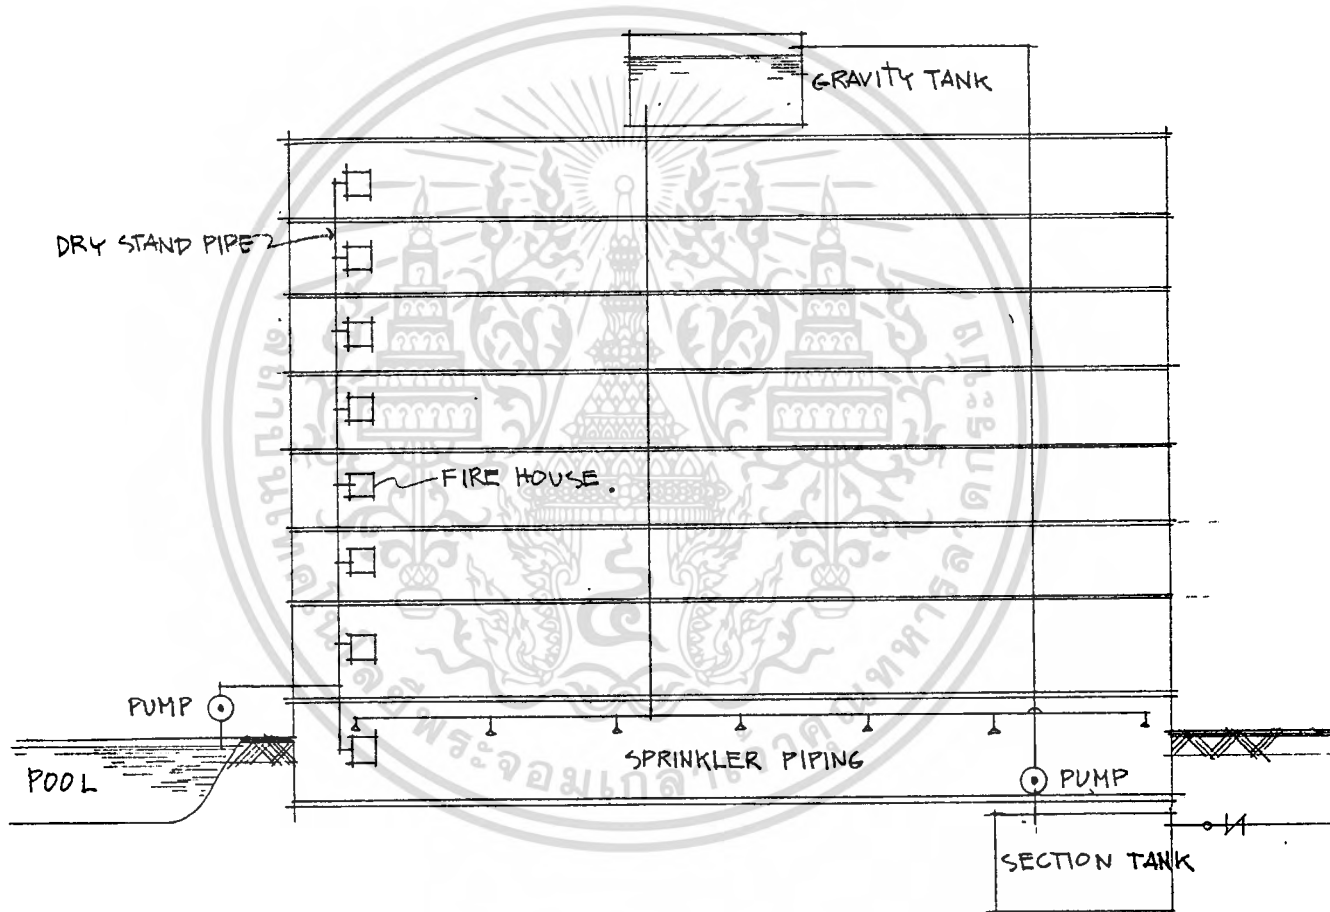 GRAVITY TANK
DRY STAND PIPE
FIRE HOUSE.
PUMP
POOL
SPRINKLER PIPING
PUMP
SECTION TANK